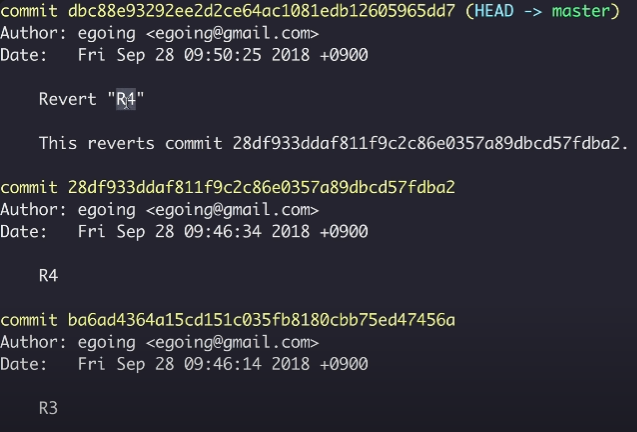 commit dbc88e93292ee2d2ce64ac1081edb12605965dd7 (HEAD -> master)
Author: egoing <egoing@gmail.com>
Date:   Fri Sep 28 09:50:25 2018 +0900
Revert "R4"
This reverts commit 28df933ddaf811f9c2c86e0357a89dbcd57fdba2.
commit 28df933ddaf811f9c2c86e0357a89dbcd57fdba2
Author: egoing <egoing@gmail.com>
Date:   Fri Sep 28 09:46:34 2018 +0900
R4
commit ba6ad4364a15cd151c035fb8180cbb75ed47456a
Author: egoing <egoing@gmail.com>
Date:   Fri Sep 28 09:46:14 2018 +0900
R3